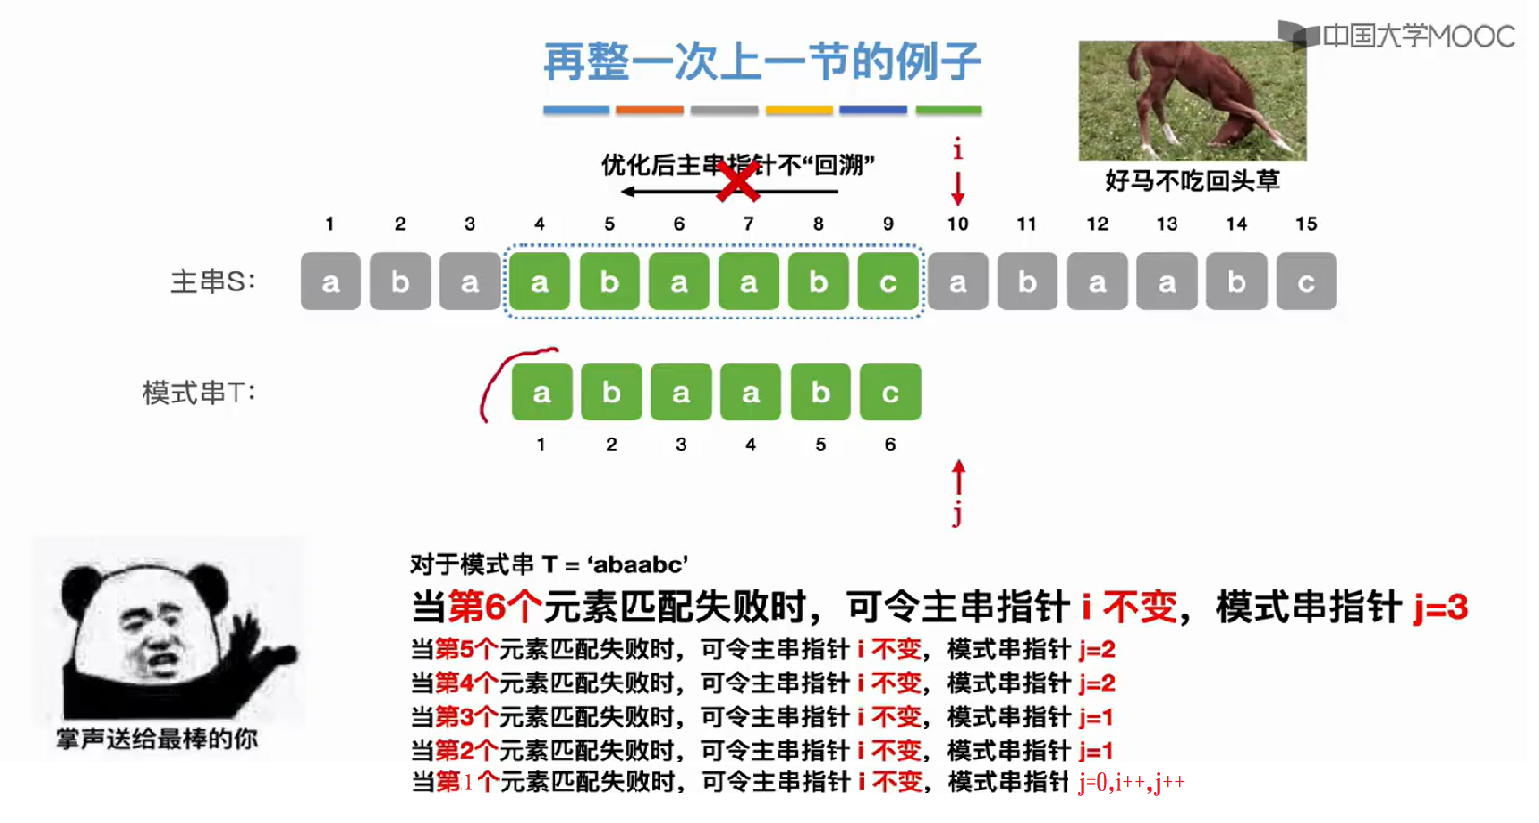 中国大学MOOC
再整一次上一节的例子
i
优化后主串指针不“回溯”
好马不吃回头草
1 2 3 4 5 6 7 8 9 10 11 12 13 14 15
主串S: a b a a b a a b c a b a a b c
模式串T: a b a a b c
1 2 3 4 5 6
j
对于模式串 T = ‘abaabc’
当第6个元素匹配失败时，可令主串指针 i 不变，模式串指针 j=3
当第5个元素匹配失败时，可令主串指针 i 不变，模式串指针 j=2
当第4个元素匹配失败时，可令主串指针 i 不变，模式串指针 j=2
当第3个元素匹配失败时，可令主串指针 i 不变，模式串指针 j=1
当第2个元素匹配失败时，可令主串指针 i 不变，模式串指针 j=1
当第1个元素匹配失败时，可令主串指针 i 不变，模式串指针 j=0,i++,j++
掌声送给最棒的你